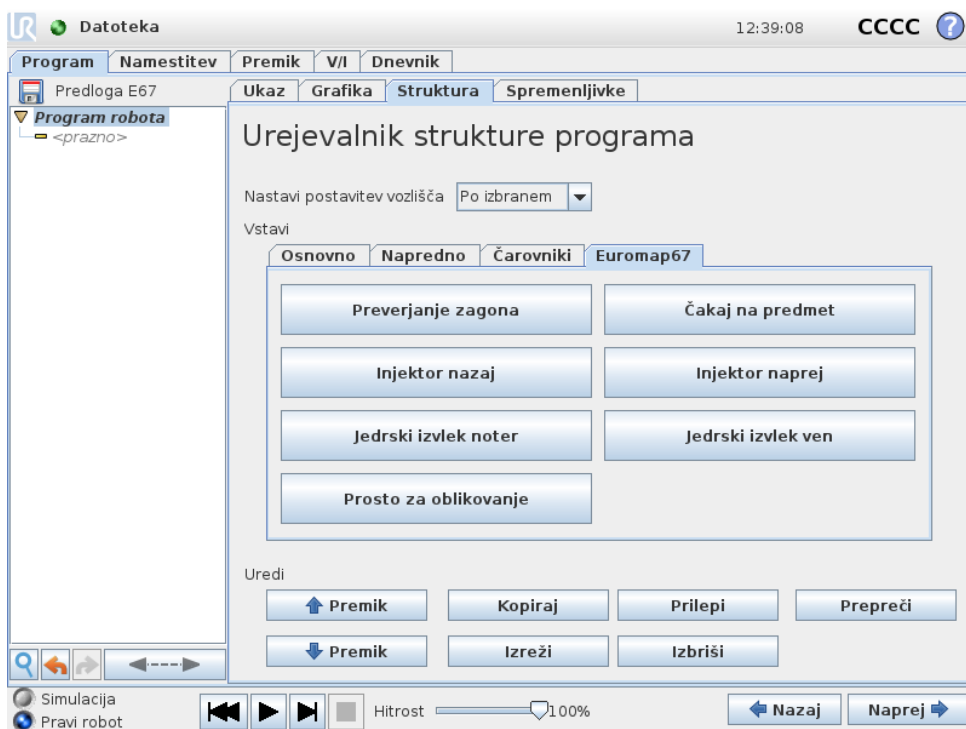 UR Datoteka 12:39:08 CCCC ?
Program Namestitev Premik V/I Dnevnik
Predloga E67
Ukaz Grafika Struktura Spremenljivke
Program robota
<prazno>
Urejevalnik strukture programa
Nastavi postavitev vozlišča Po izbranem
Vstavi
Osnovno Napredno Čarovniki Euromap67
Preverjanje zagona Čakaj na predmet
Injektor nazaj Injektor naprej
Jedrski izvlek noter Jedrski izvlek ven
Prosto za oblikovanje
Uredi
Premik Kopiraj Prilepi Prepreči
Premik Izreži Izbriši
Simulacija
Pravi robot
Hitrost 100% Nazaj Naprej